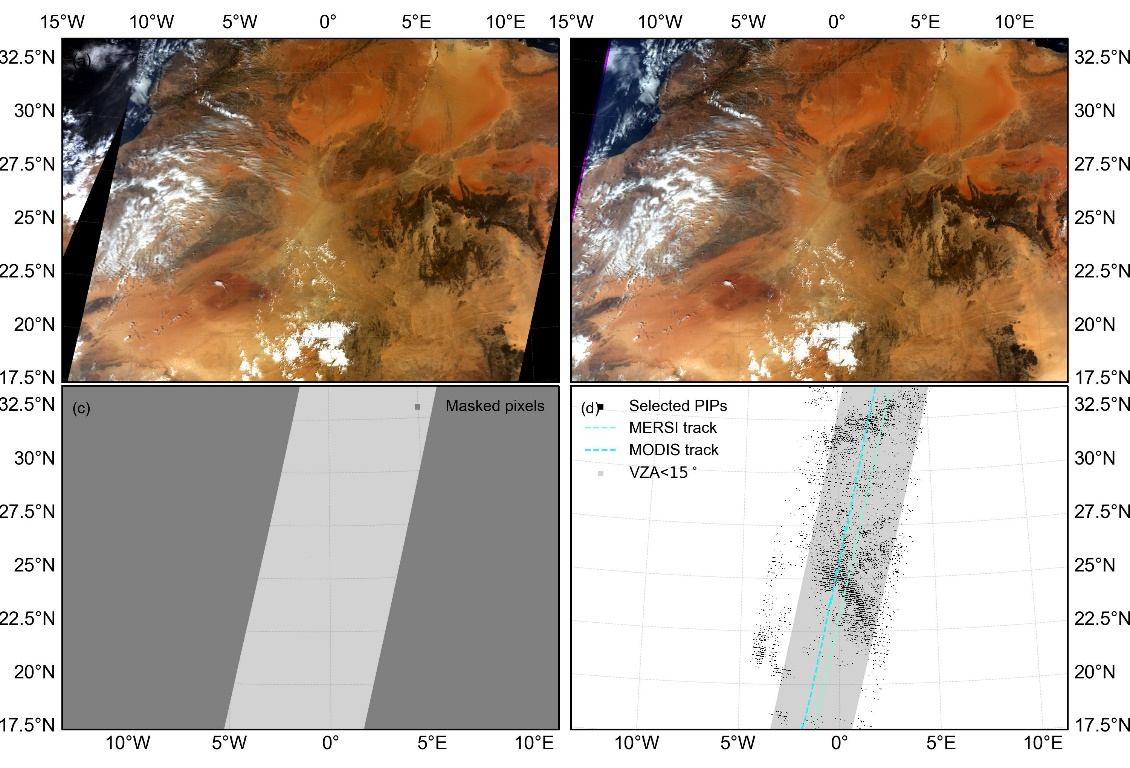 15°W 10°W 5°W 0° 5°E 10°E 15°W 10°W 5°W 0° 5°E 10°E
(a)
32.5°N 32.5°N
30°N 30°N
27.5°N 27.5°N
25°N 25°N
22.5°N 22.5°N
20°N 20°N
17.5°N 17.5°N
32.5°N (c) Masked pixels (d) Selected PIPs 32.5°N
MERSI track
MODIS track
30°N VZA<15° 30°N
27.5°N 27.5°N
25°N 25°N
22.5°N 22.5°N
20°N 20°N
17.5°N 17.5°N
10°W 5°W 0° 5°E 10°E 10°W 5°W 0° 5°E 10°E